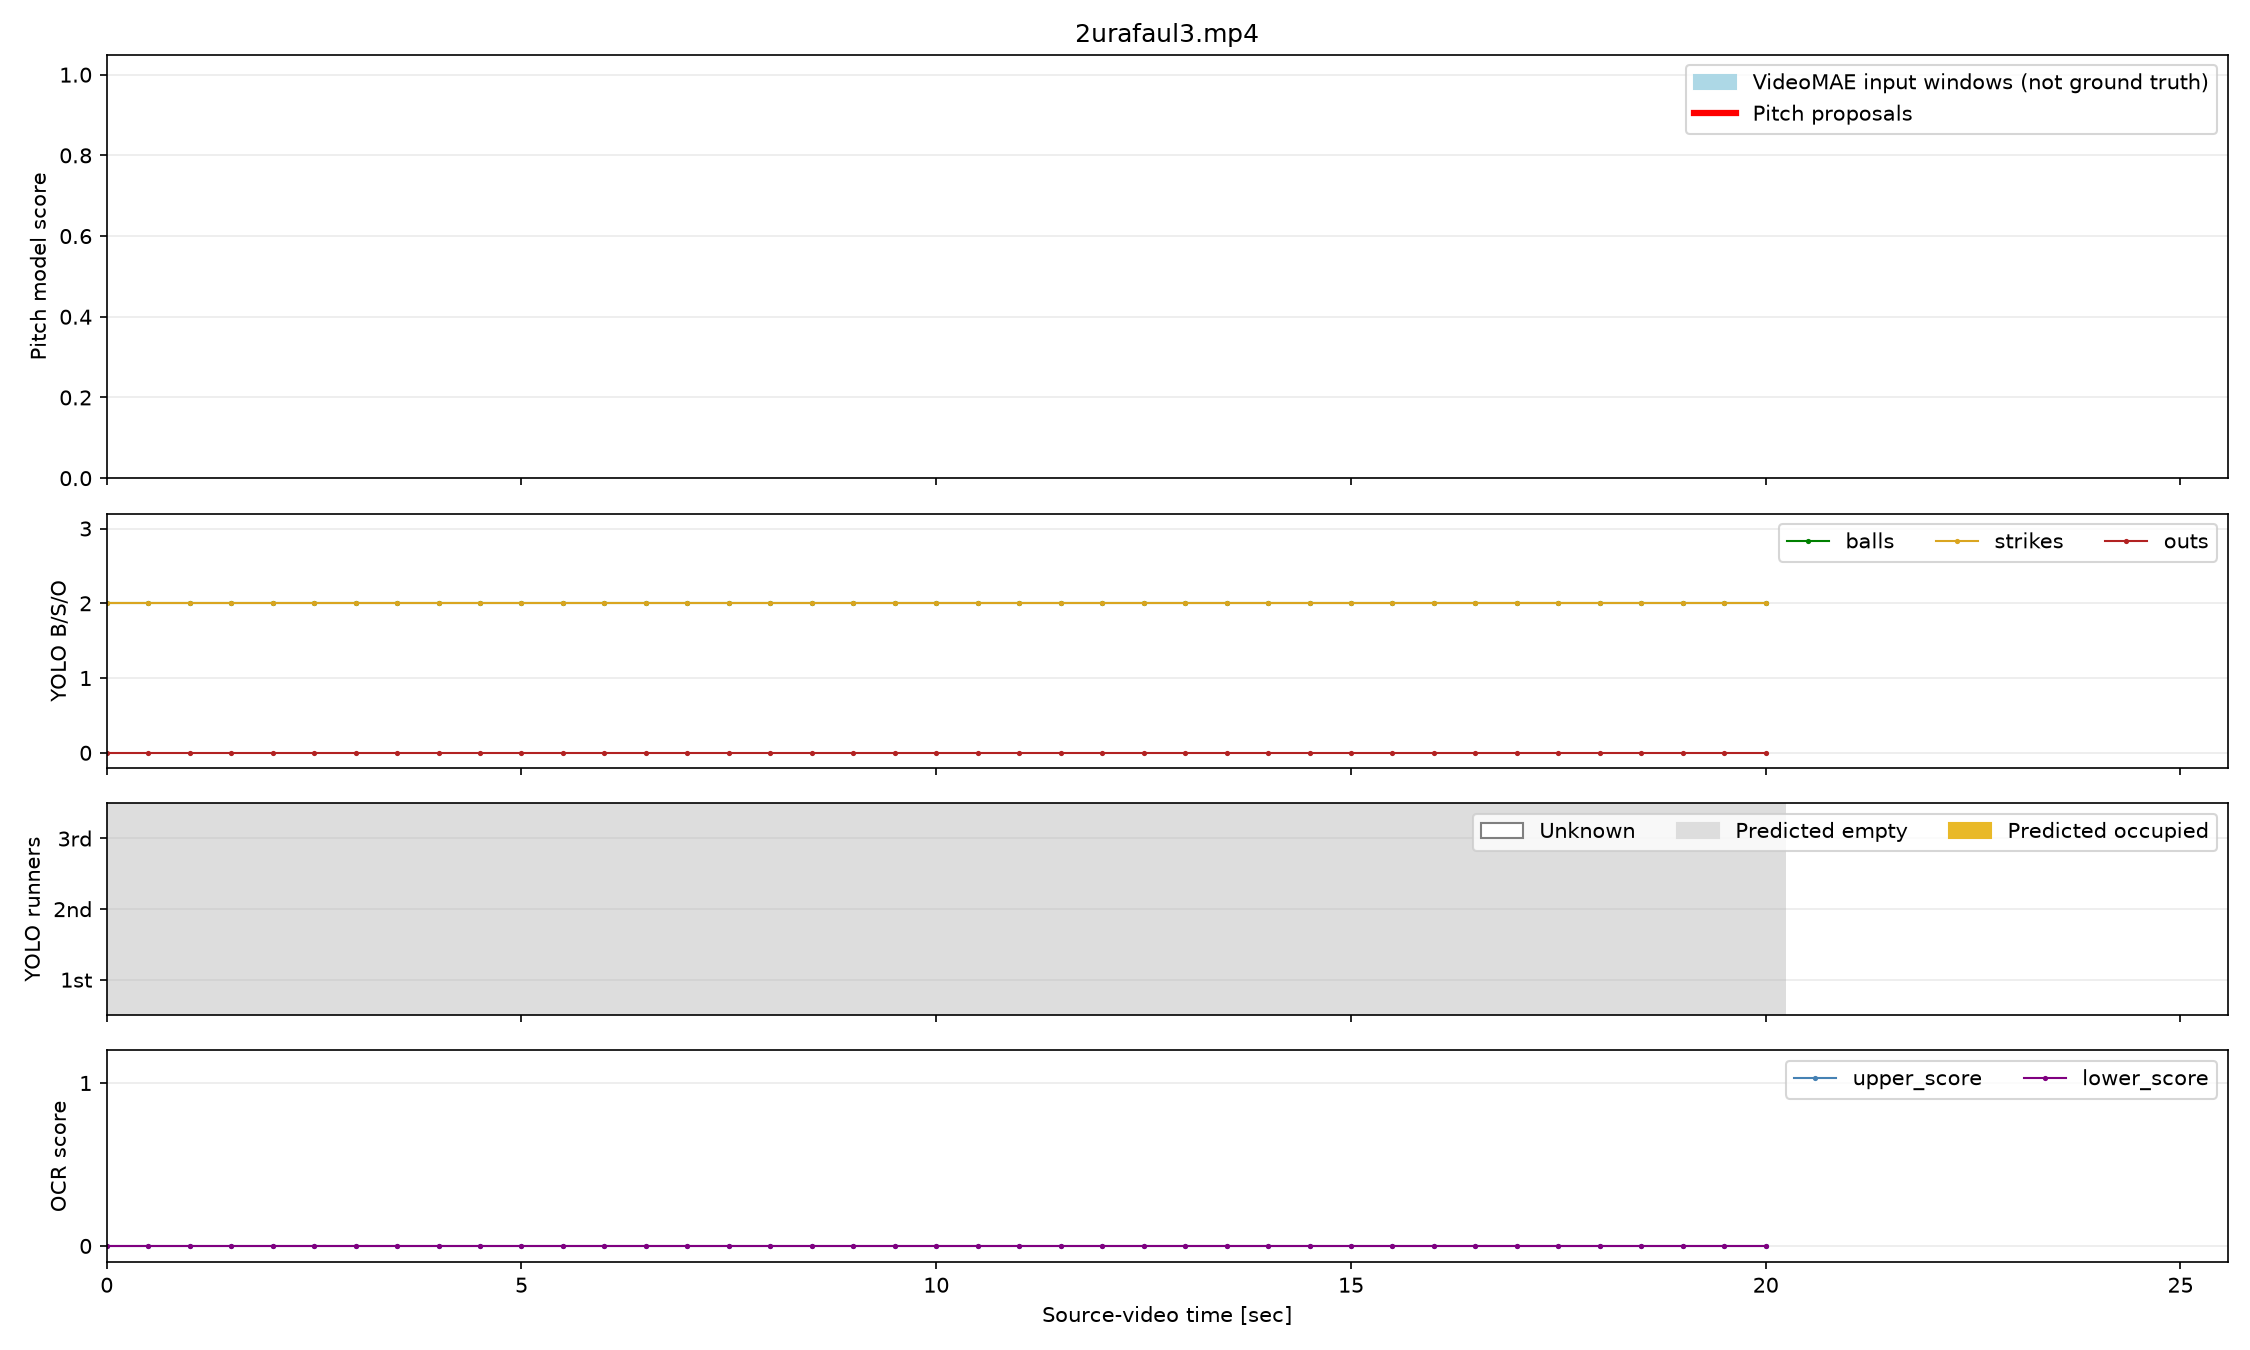 2urafaul3.mp4
1.0
0.8
0.6
0.4
0.2
0.0
Pitch model score
VideoMAE input windows (not ground truth)
Pitch proposals
3
2
1
0
YOLO B/S/O
balls strikes outs
3rd
2nd
1st
YOLO runners
Unknown Predicted empty Predicted occupied
1
0
OCR score
upper_score lower_score
0 5 10 15 20 25
Source-video time [sec]